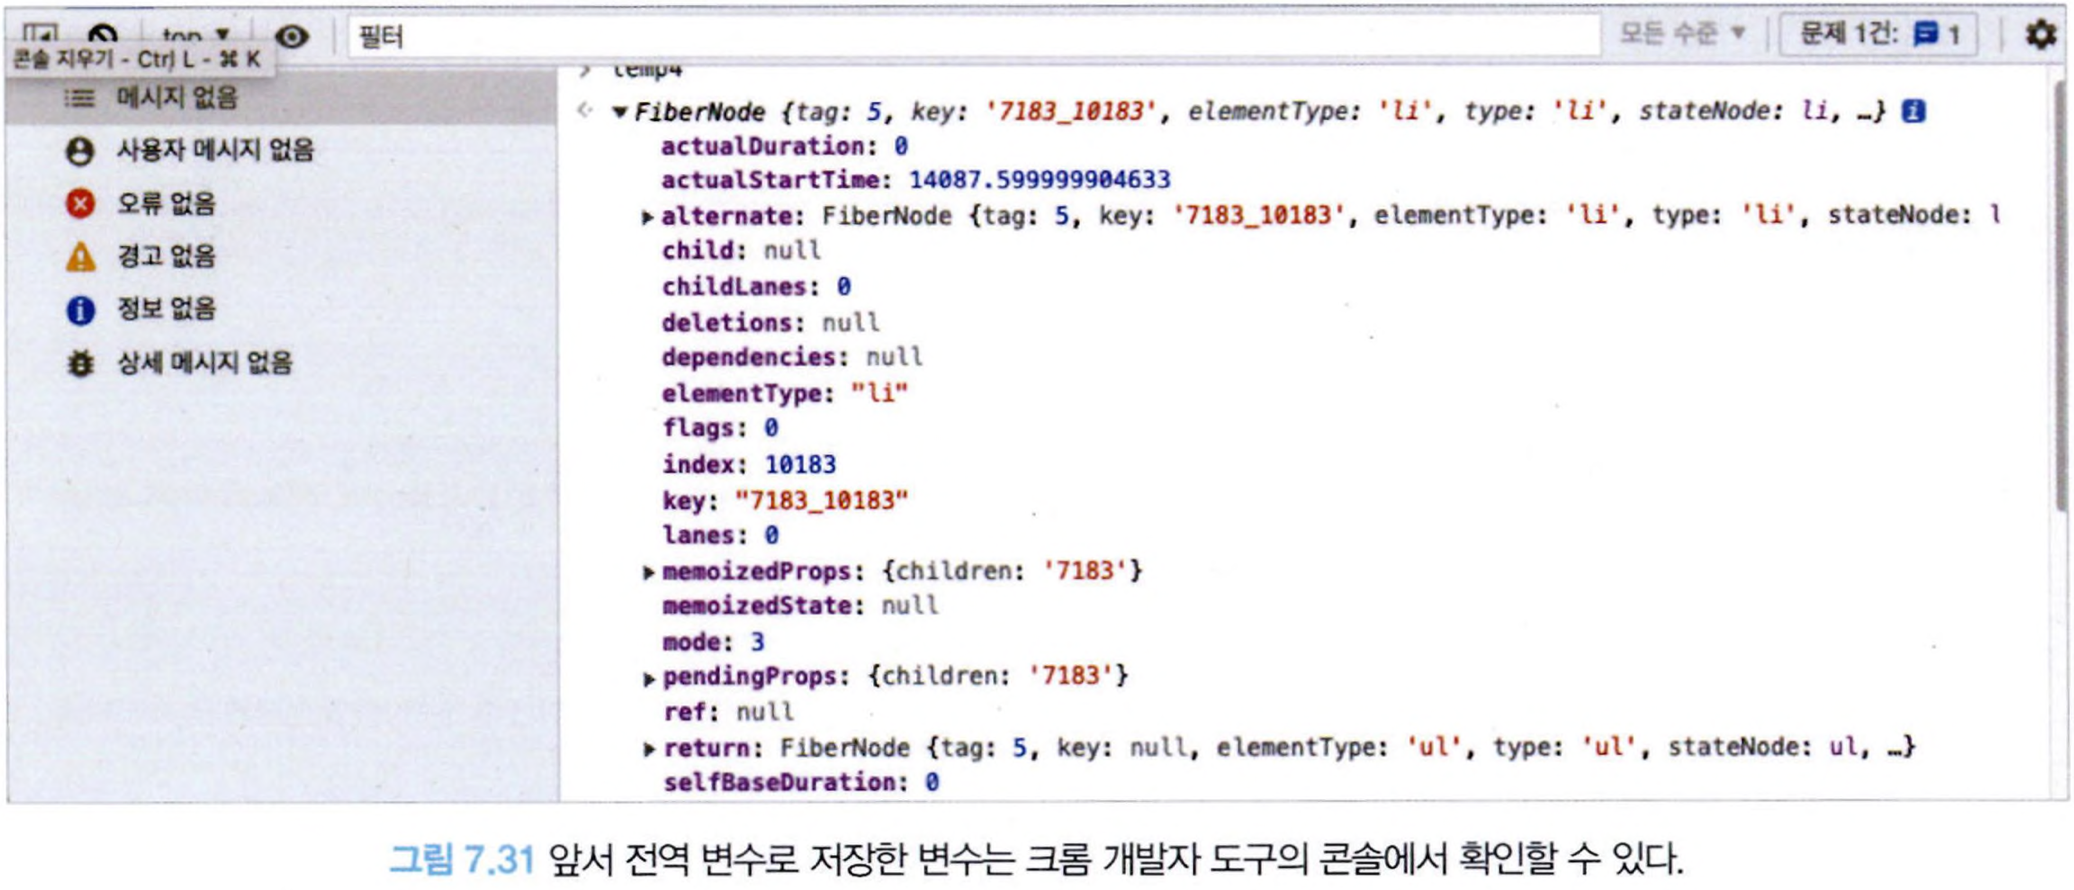 top ▼ 필터 모든 수준 ▼ 문제 1건: 1
콘솔 지우기 - Ctrl L - ⌘ K
메시지 없음
사용자 메시지 없음
오류 없음
경고 없음
정보 없음
상세 메시지 없음
> temp4
▼FiberNode {tag: 5, key: '7183_10183', elementType: 'li', type: 'li', stateNode: li, …} i
actualDuration: 0
actualStartTime: 14087.599999904633
▶alternate: FiberNode {tag: 5, key: '7183_10183', elementType: 'li', type: 'li', stateNode: l
child: null
childLanes: 0
deletions: null
dependencies: null
elementType: "li"
flags: 0
index: 10183
key: "7183_10183"
lanes: 0
▶memoizedProps: {children: '7183'}
memoizedState: null
mode: 3
▶pendingProps: {children: '7183'}
ref: null
▶return: FiberNode {tag: 5, key: null, elementType: 'ul', type: 'ul', stateNode: ul, …}
selfBaseDuration: 0
그림 7.31 앞서 전역 변수로 저장한 변수는 크롬 개발자 도구의 콘솔에서 확인할 수 있다.